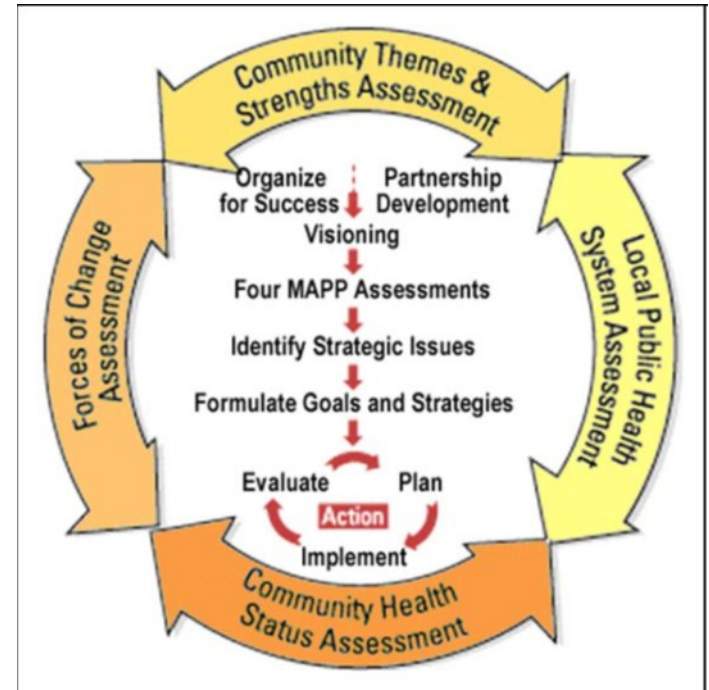 Community Themes &
Strengths Assessment
Organize
for Success
Partnership
Development
Visioning
Four MAPP Assessments
Identify Strategic Issues
Formulate Goals and Strategies
Evaluate
Plan
Action
Implement
Forces of Change
Assessment
Local Public Health
System Assessment
Community Health
Status Assessment